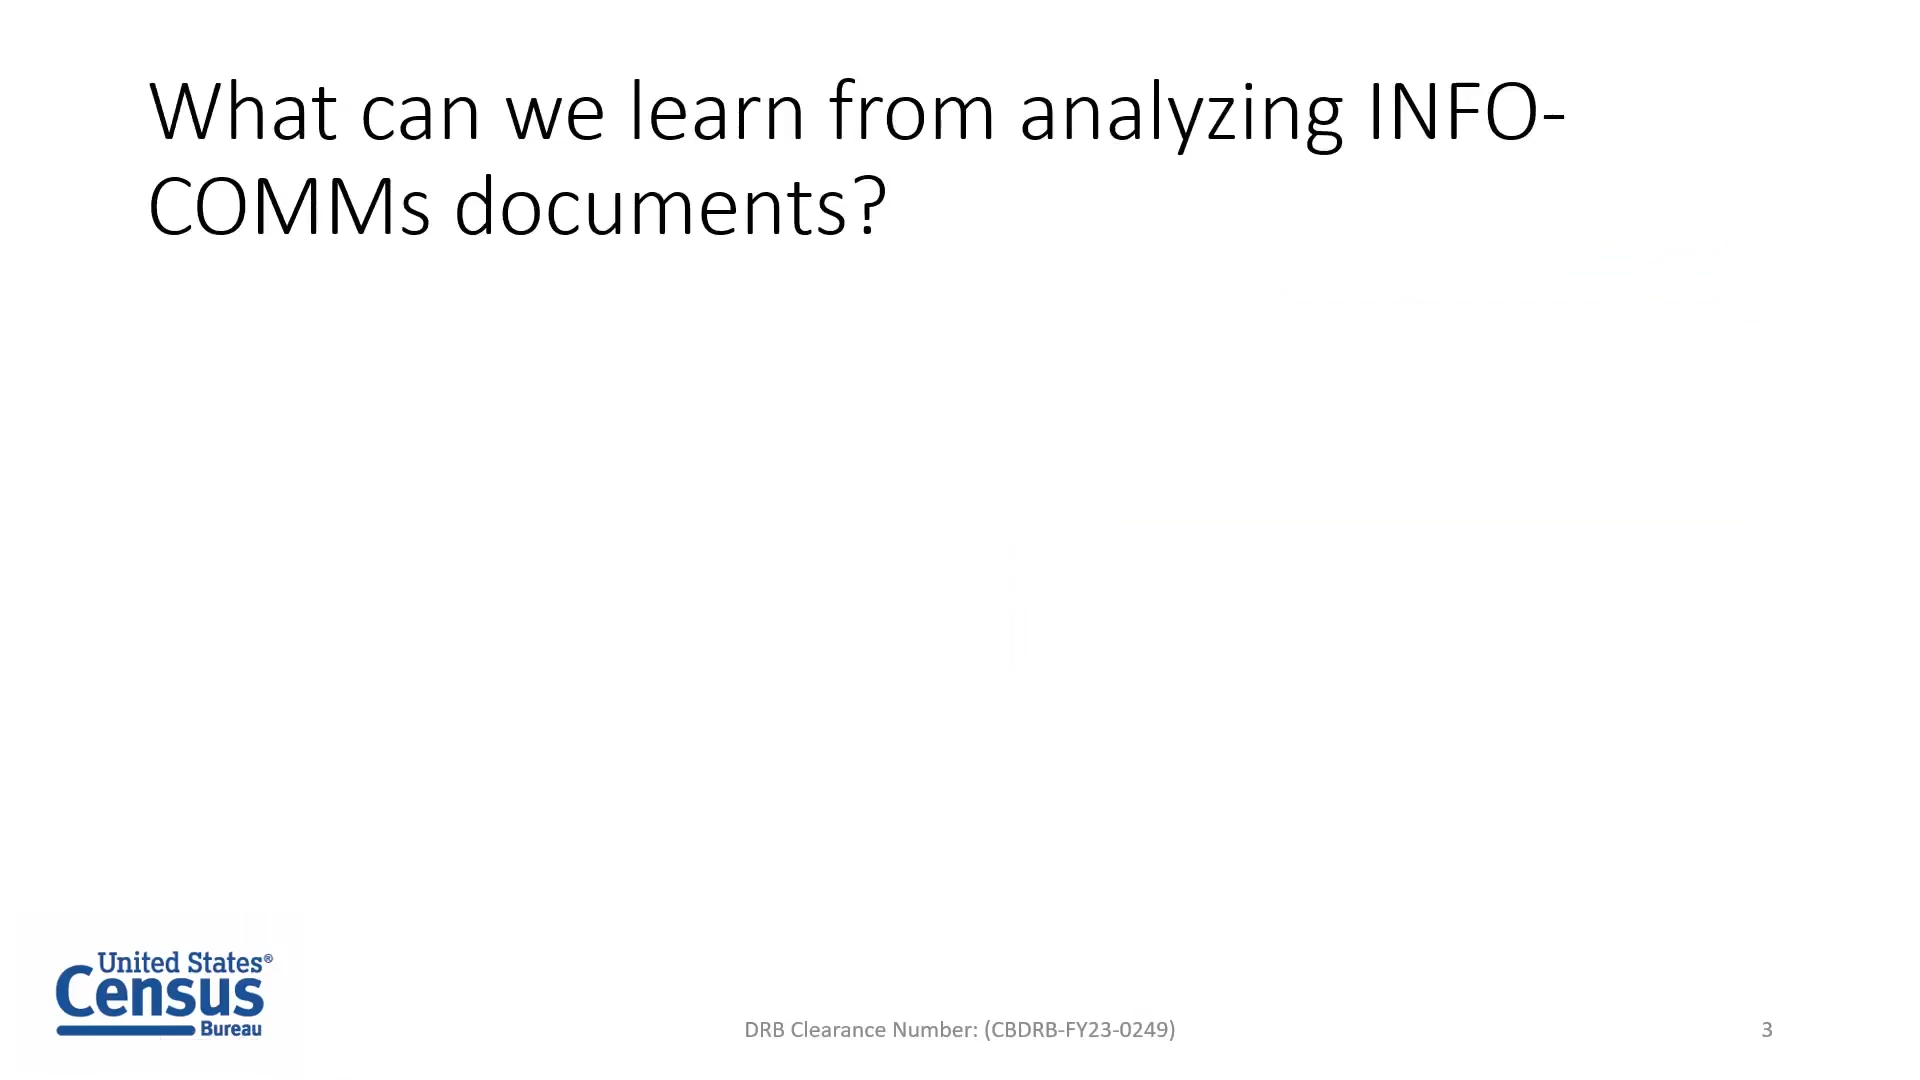 What can we learn from analyzing INFO-
COMMs documents?
United States®
Census
Bureau
DRB Clearance Number: (CBDRB-FY23-0249)
3